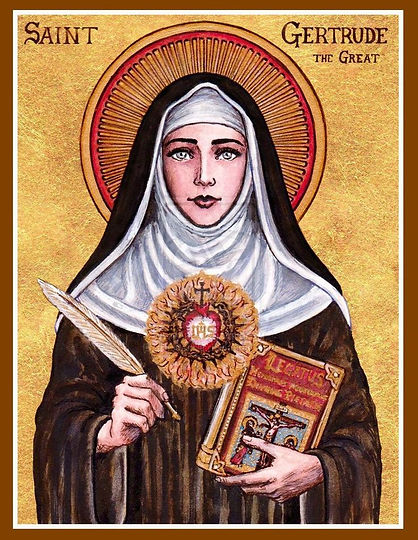 SAINT GERTRUDE
THE GREAT
IHS
LEGATUS